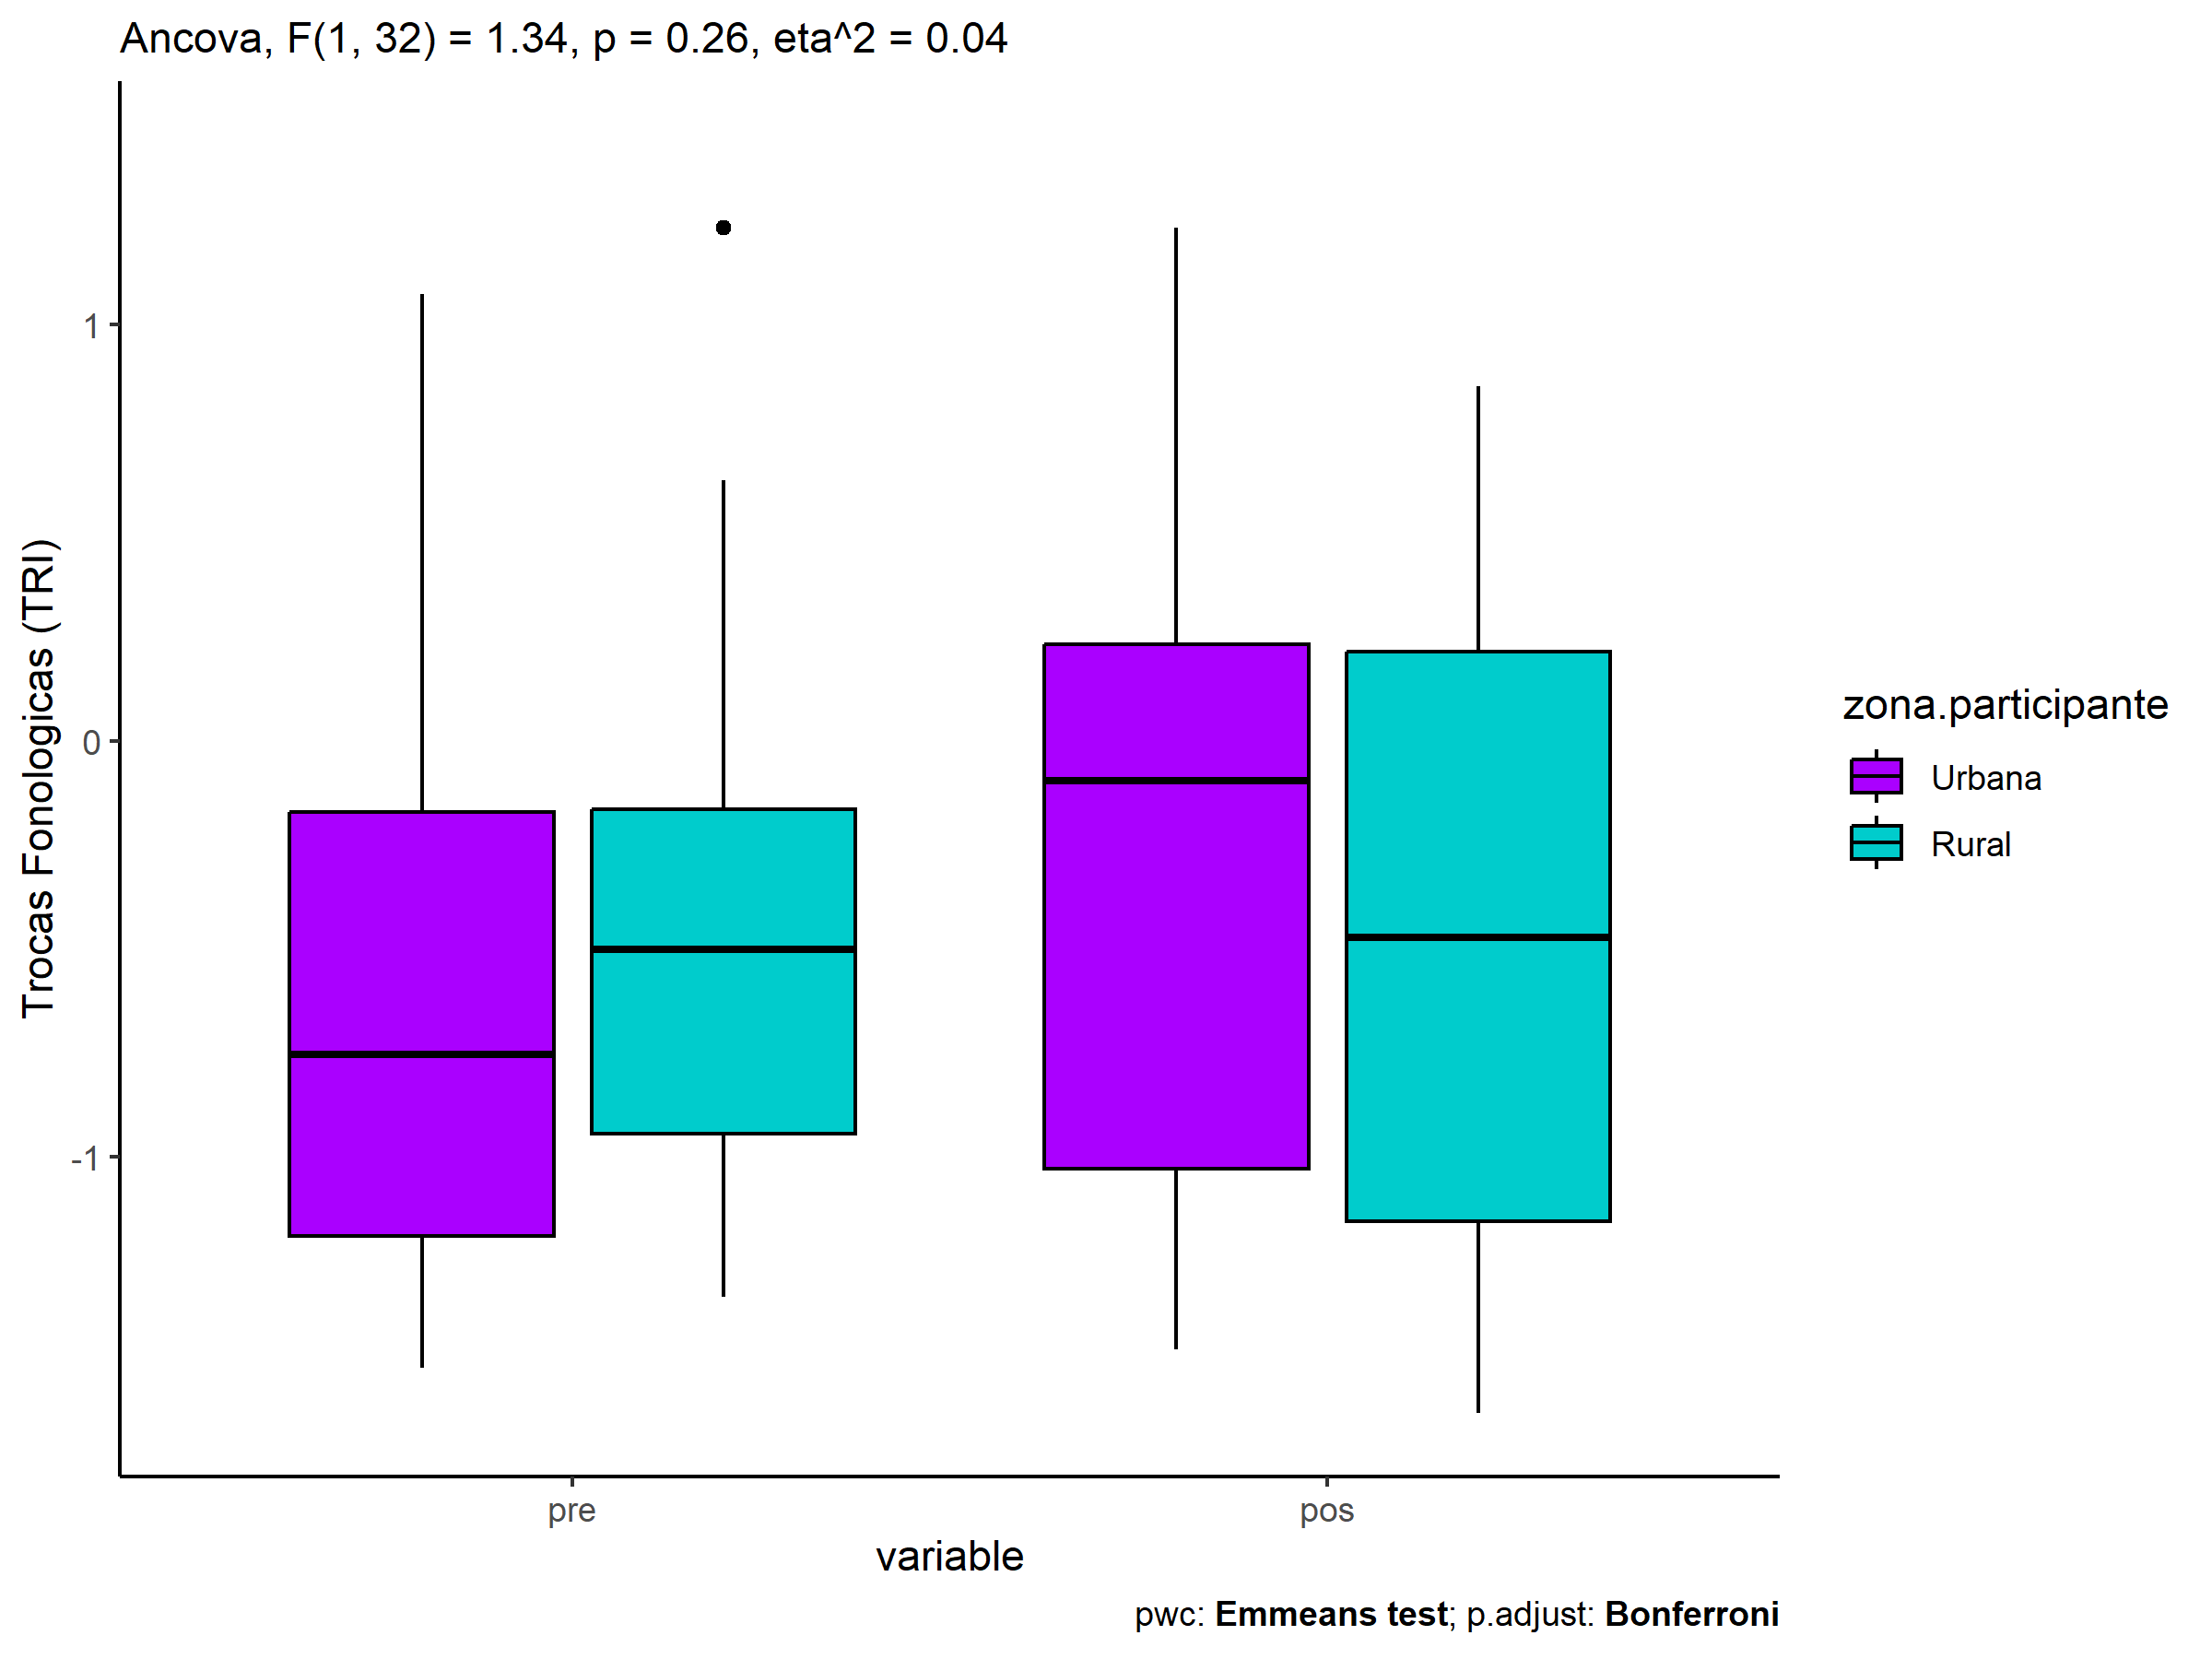 Ancova, F(1, 32) = 1.34, p = 0.26, eta^2 = 0.04
Trocas Fonologicas (TRI)
1
0
-1
pre
pos
variable
zona.participante
Urbana
Rural
pwc: Emmeans test; p.adjust: Bonferroni